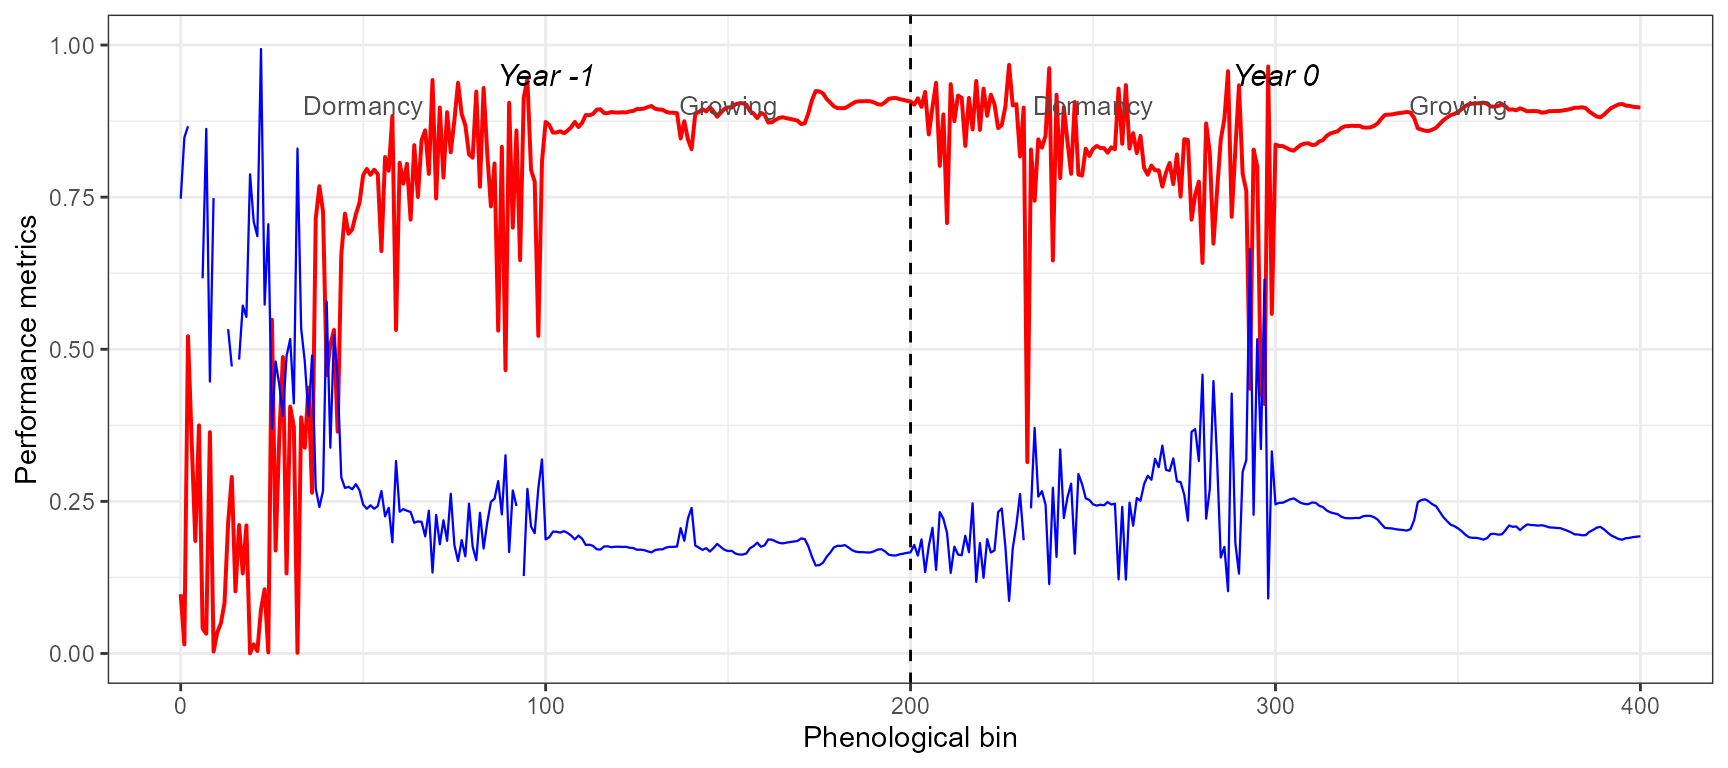 Performance metrics
1.00
0.75
0.50
0.25
0.00
Year -1
Year 0
Dormancy
Growing
Dormancy
Growing
0
100
200
300
400
Phenological bin